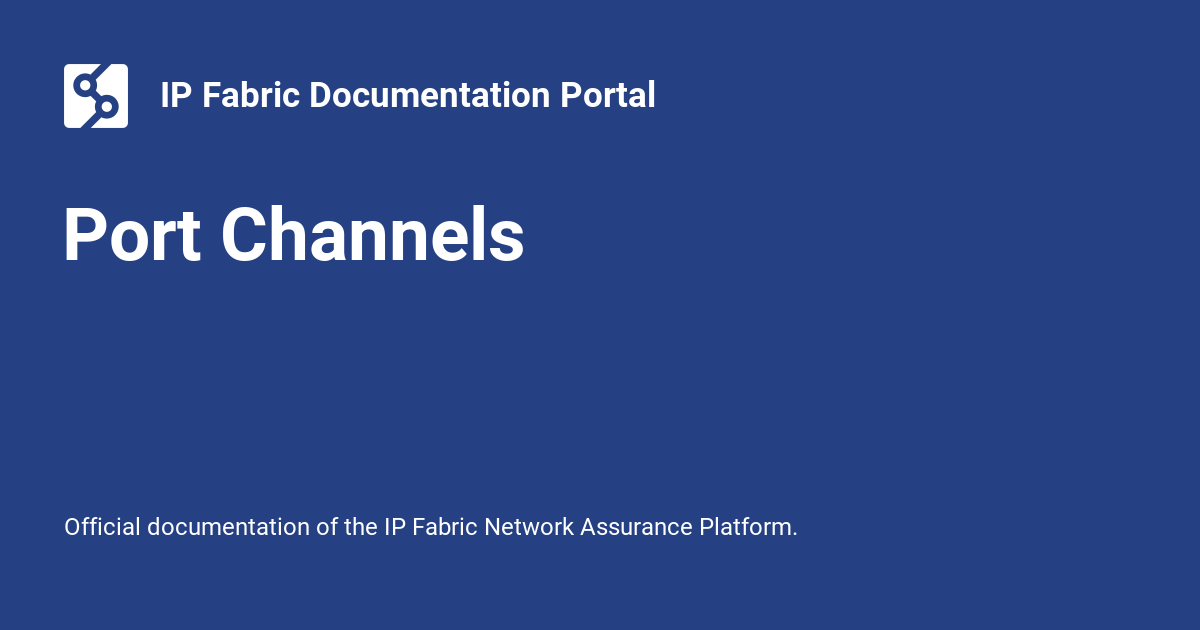 IP Fabric Documentation Portal
Port Channels
Official documentation of the IP Fabric Network Assurance Platform.